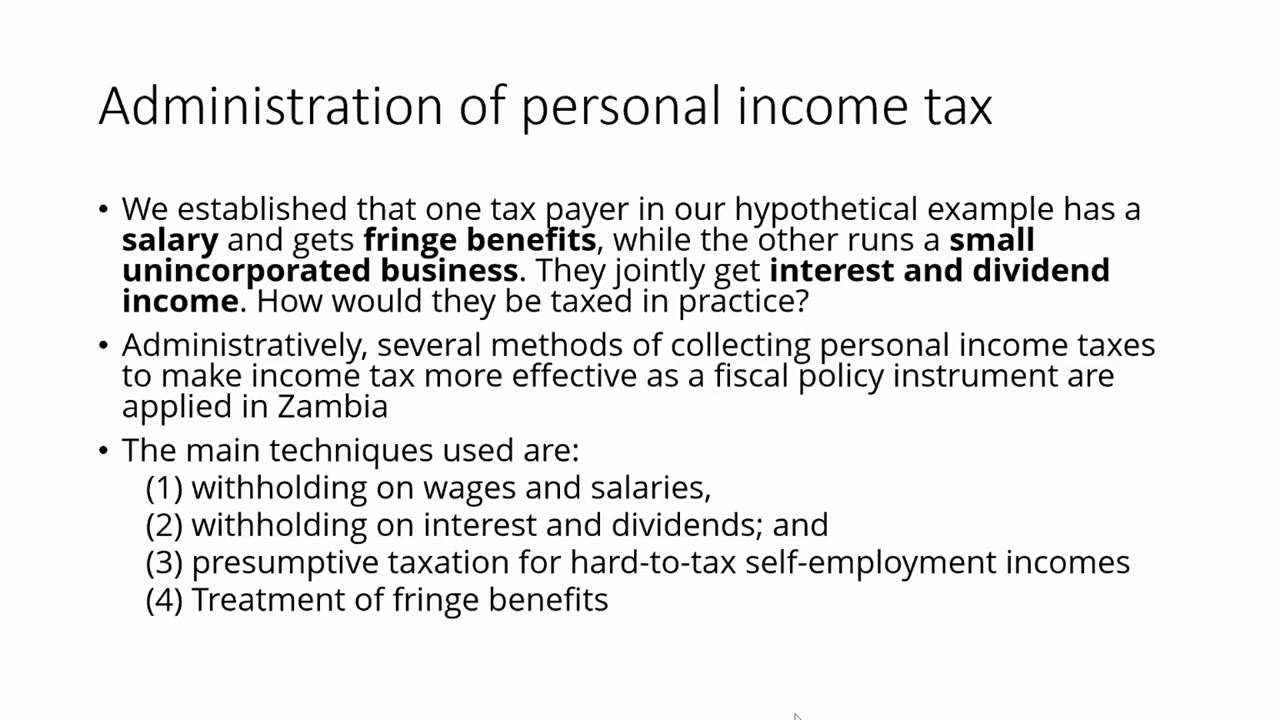 Administration of personal income tax
• We established that one tax payer in our hypothetical example has a
salary and gets fringe benefits, while the other runs a small
unincorporated business. They jointly get interest and dividend
income. How would they be taxed in practice?
• Administratively, several methods of collecting personal income taxes
to make income tax more effective as a fiscal policy instrument are
applied in Zambia
• The main techniques used are:
(1) withholding on wages and salaries,
(2) withholding on interest and dividends; and
(3) presumptive taxation for hard-to-tax self-employment incomes
(4) Treatment of fringe benefits